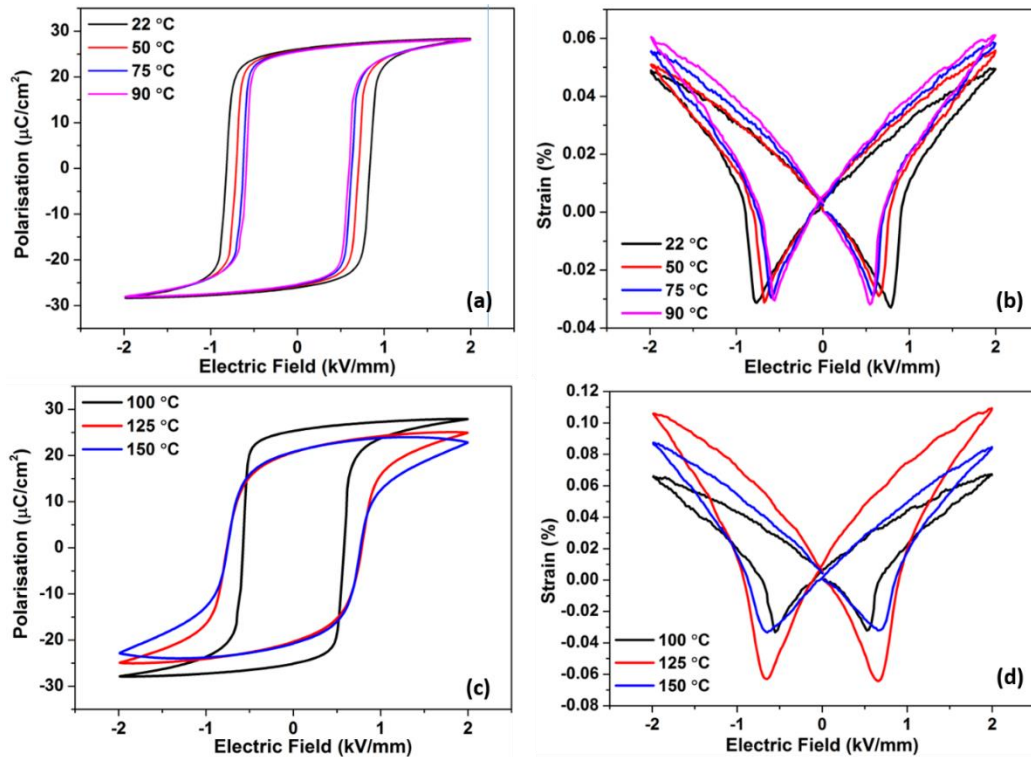 30
20
10
0
-10
-20
-30
Polarisation (µC/cm²)
22 °C
50 °C
75 °C
90 °C
(a)
-2
-1
0
1
2
Electric Field (kV/mm)
0.06
0.04
0.02
0.00
-0.02
-0.04
Strain (%)
22 °C
50 °C
75 °C
90 °C
(b)
-2
-1
0
1
2
Electric Field (kV/mm)
30
20
10
0
-10
-20
-30
Polarisation (µC/cm²)
100 °C
125 °C
150 °C
(c)
-2
-1
0
1
2
Electric Field (kV/mm)
0.12
0.10
0.08
0.06
0.04
0.02
0.00
-0.02
-0.04
-0.06
-0.08
Strain (%)
100 °C
125 °C
150 °C
(d)
-2
-1
0
1
2
Electric Field (kV/mm)